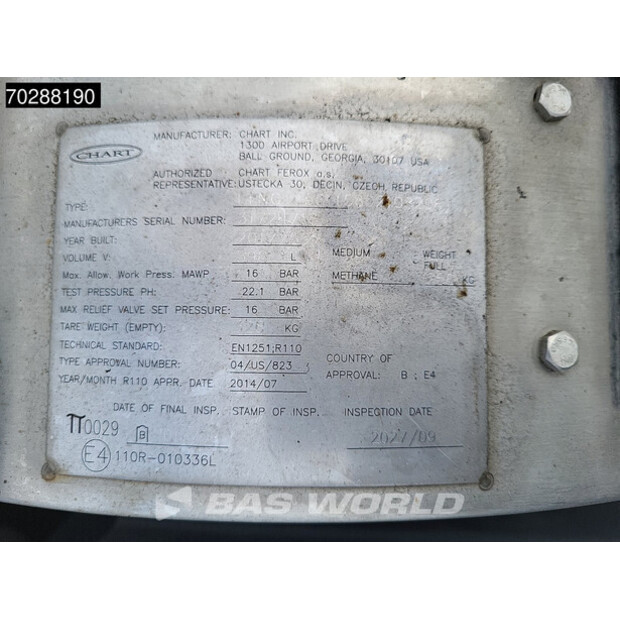 70288190
CHART
MANUFACTURER: CHART INC.
1300 AIRPORT DRIVE
BALL GROUND, GEORGIA, 30107 USA
AUTHORIZED CHART FEROX a.s,
REPRESENTATIVE: USTECKA 30, DECIN, CZECH, REPUBLIC
TYPE:
MANUFACTURERS SERIAL NUMBER:
YEAR BUILT:
VOLUME V: L MEDIUM WEIGHT FULL
Max. Allow. Work Press. MAWP 16 BAR METHANE KG
TEST PRESSURE PH: 22.1 BAR
MAX RELIEF VALVE SET PRESSURE: 16 BAR
TARE WEIGHT (EMPTY): KG
TECHNICAL STANDARD: EN1251;R110
TYPE APPROVAL NUMBER: 04/US/823 COUNTRY OF
YEAR/MONTH R110 APPR. DATE 2014/07 APPROVAL: B ; E4
DATE OF FINAL INSP. STAMP OF INSP. INSPECTION DATE
π0029 B 2027/09
E4 110R-010336L
BAS WORLD